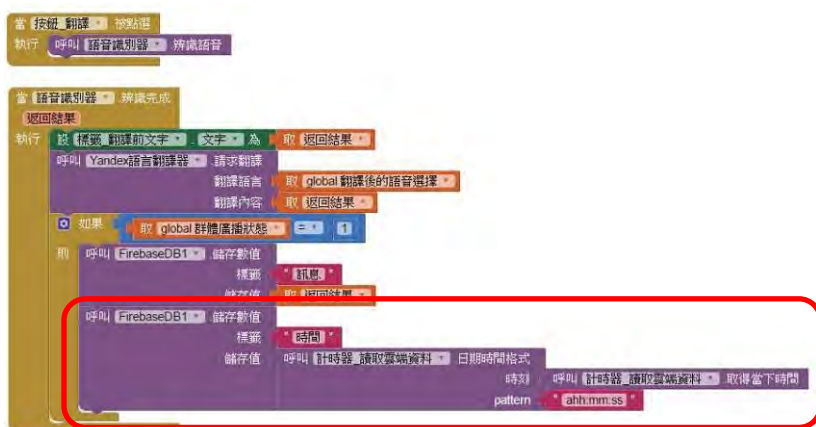 當 按鈕_翻譯 被點選
執行 呼叫 語音識別器 辨識語音
當 語音識別器 辨識完成
返回結果
執行 設 標籤_翻譯前文字 . 文字 為 取 返回結果
呼叫 Yandex語言翻譯器 請求翻譯
翻譯語言 取 global 翻譯後的語音選擇
翻譯內容 取 返回結果
如果 取 global 群體廣播狀態 = 1
則 呼叫 FirebaseDB1 儲存數值
標籤 " 訊息 "
儲存值 取 返回結果
呼叫 FirebaseDB1 儲存數值
標籤 " 時間 "
儲存值 呼叫 計時器_讀取雲端資料 日期時間格式
時刻 呼叫 計時器_讀取雲端資料 取得當下時間
pattern " ahh:mm:ss "